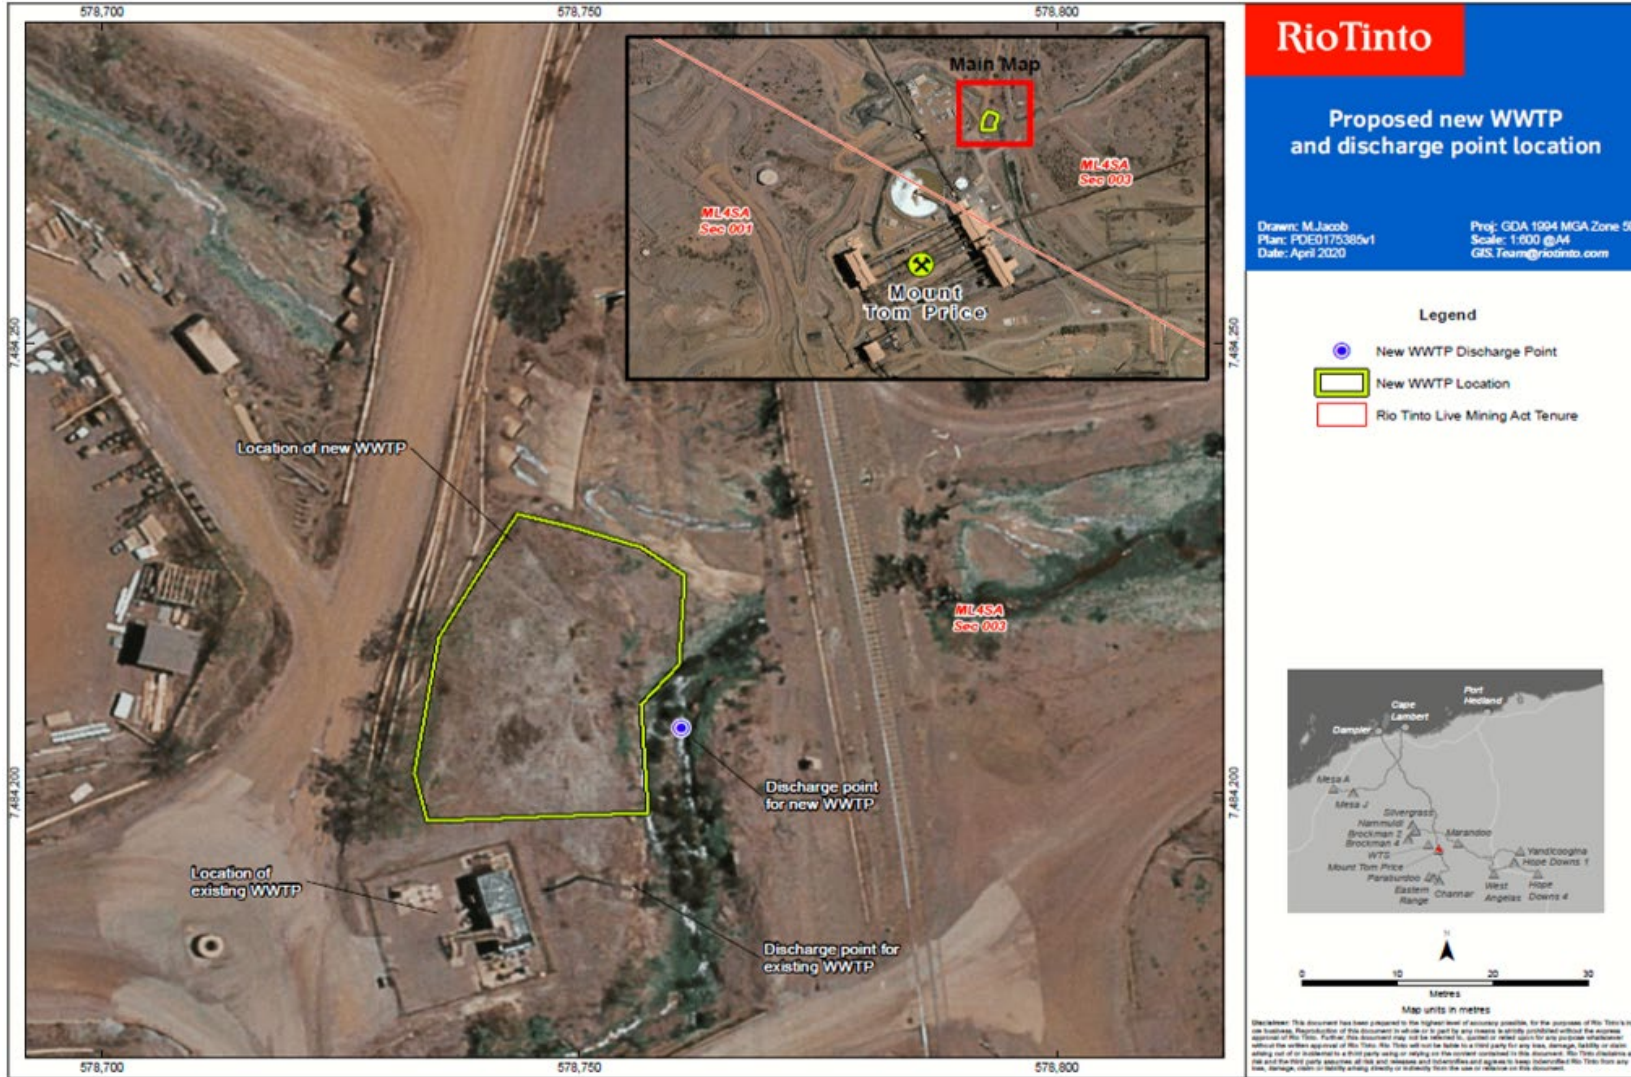 578,700
578,750
578,800
7,484,250
7,484,200
7,484,250
7,484,200
578,700
578,750
578,800
Main Map
ML4SA
Sec 001
ML4SA
Sec 003
Mount
Tom Price
Location of new WWTP
ML4SA
Sec 003
Discharge point
for new WWTP
Location of
existing WWTP
Discharge point for
existing WWTP
RioTinto
Proposed new WWTP
and discharge point location
Drawn: M.Jacob
Plan: PDE0175385v1
Date: April 2020
Proj: GDA 1994 MGA Zone
Scale: 1:600 @A4
GIS.Team@riotinto.com
Legend
New WWTP Discharge Point
New WWTP Location
Rio Tinto Live Mining Act Tenure
Port
Hedland
Cape
Lambert
Dampier
Mesa A
Mesa J
Silvergrass
Nammuldi
Brockman 2
Brockman 4
Marandoo
WTS
Yandicoogina
Hope Downs 1
Mount Tom Price
Paraburdoo
Eastern
Range
Channar
West
Angelas
Hope
Downs 4
N
0 10 20 30
Metres
Map units in metres